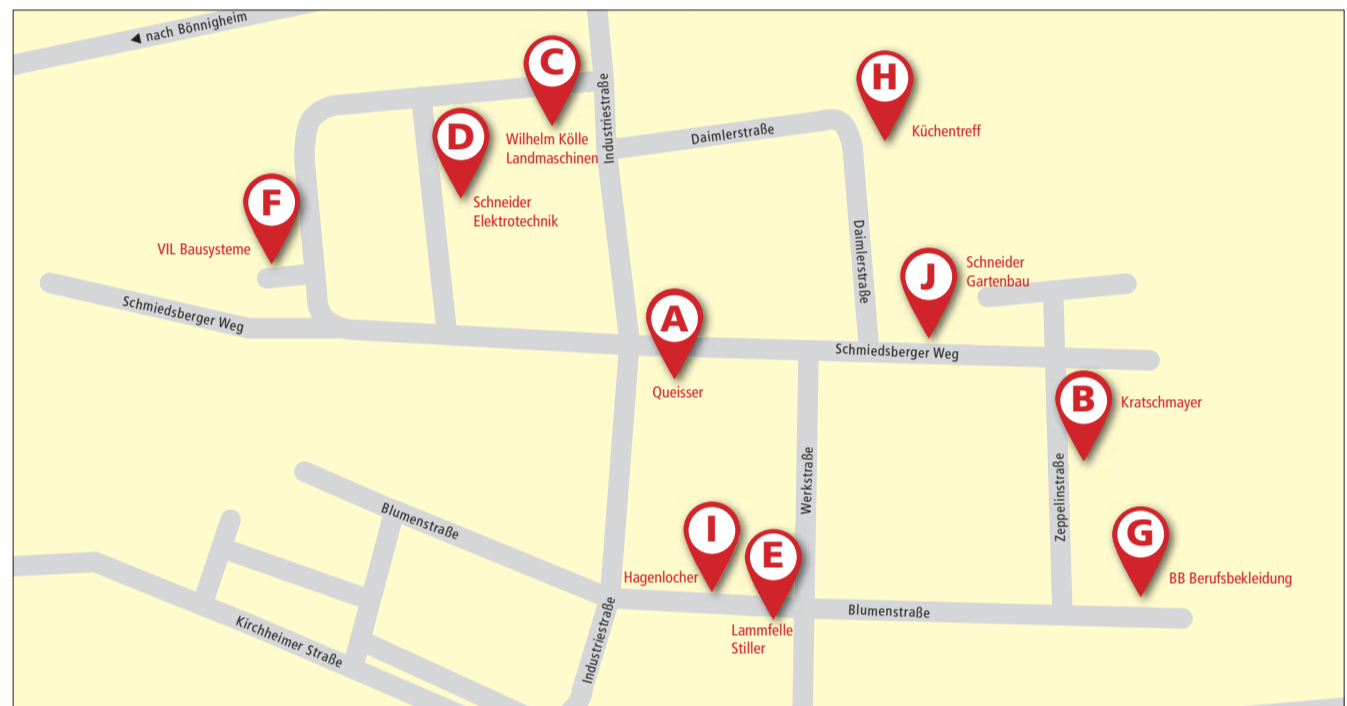 ◀ nach Bönnigheim
C
Wilhelm Kölle
Landmaschinen
Industriestraße
H
Küchentreff
Daimlerstraße
D
Schneider
Elektrotechnik
F
VIL Bausysteme
Daimlerstraße
J
Schneider
Gartenbau
Schmiedsberger Weg
A
Queisser
Schmiedsberger Weg
B
Kratschmayer
Werkstraße
Zeppelinstraße
Blumenstraße
I
Hagenlocher
E
Lammfelle
Stiller
G
BB Berufsbekleidung
Blumenstraße
Industriestraße
Kirchheimer Straße